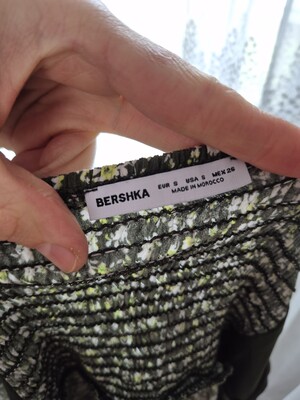 BERSHKA
EUR S USA S MEX 26
MADE IN MOROCCO